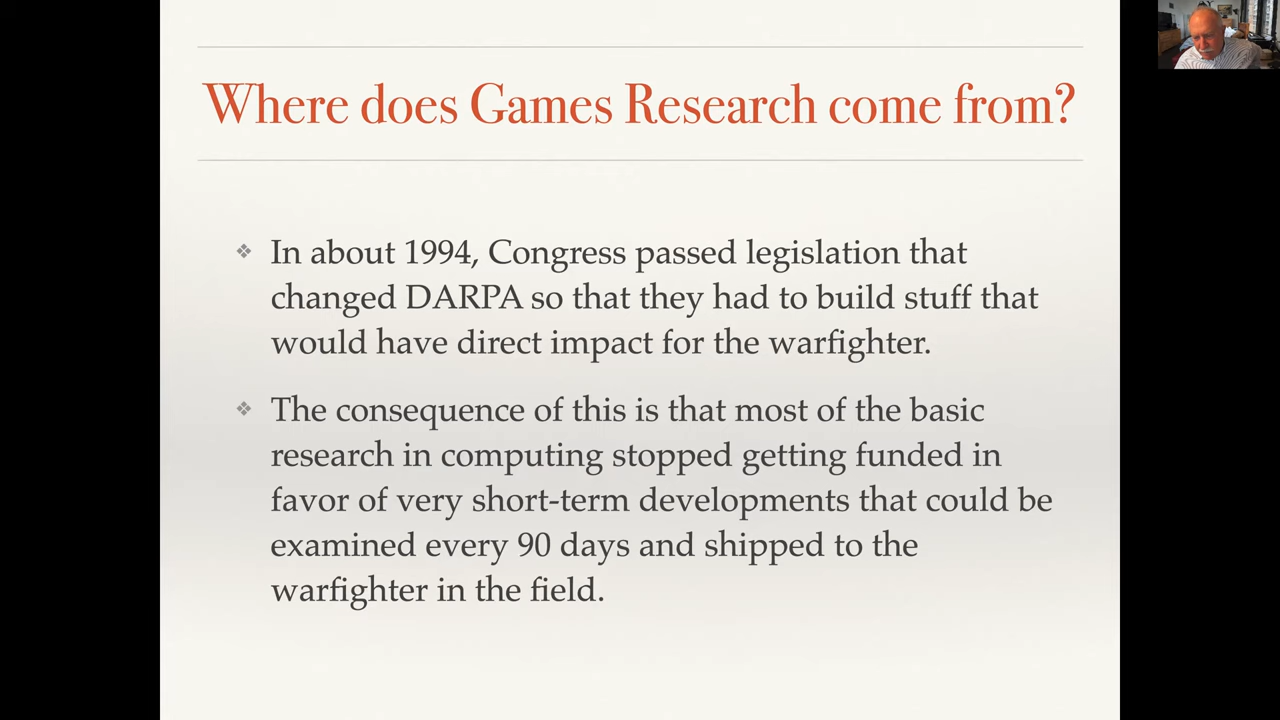 Where does Games Research come from?
In about 1994, Congress passed legislation that
changed DARPA so that they had to build stuff that
would have direct impact for the warfighter.
The consequence of this is that most of the basic
research in computing stopped getting funded in
favor of very short-term developments that could be
examined every 90 days and shipped to the
warfighter in the field.